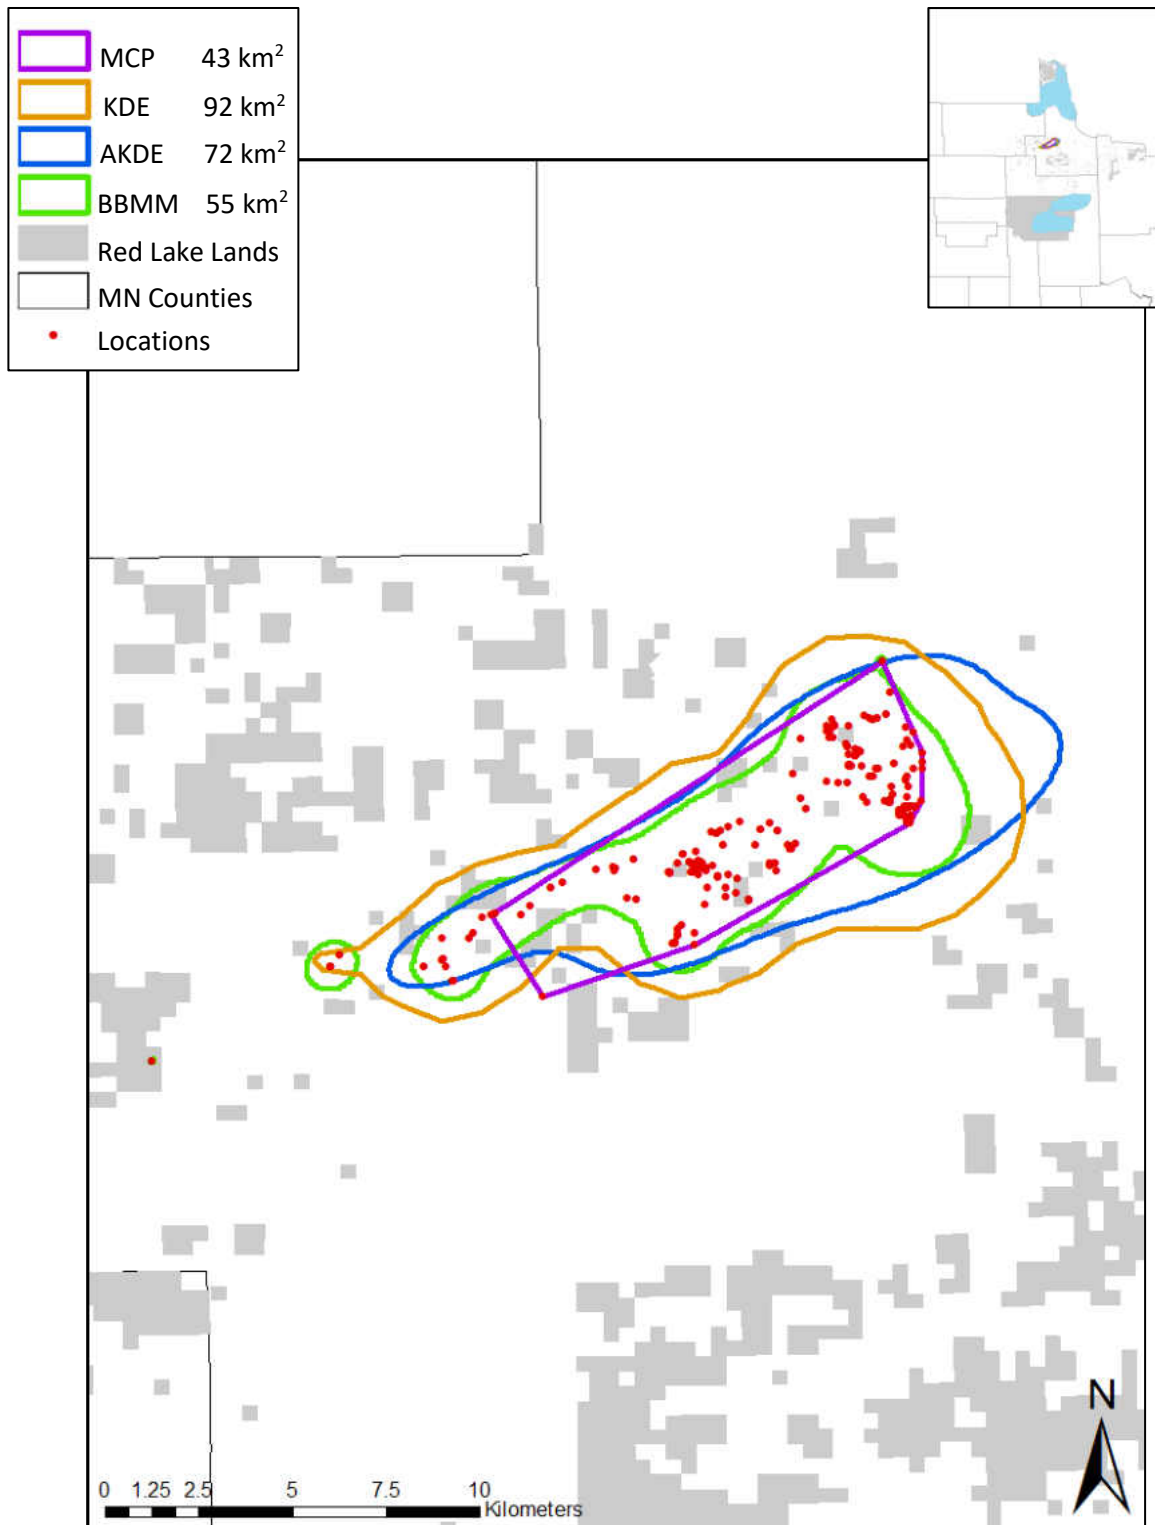 MCP 43 km²
KDE 92 km²
AKDE 72 km²
BBMM 55 km²
Red Lake Lands
MN Counties
Locations
N
0 1.25 2.5 5 7.5 10
Kilometers